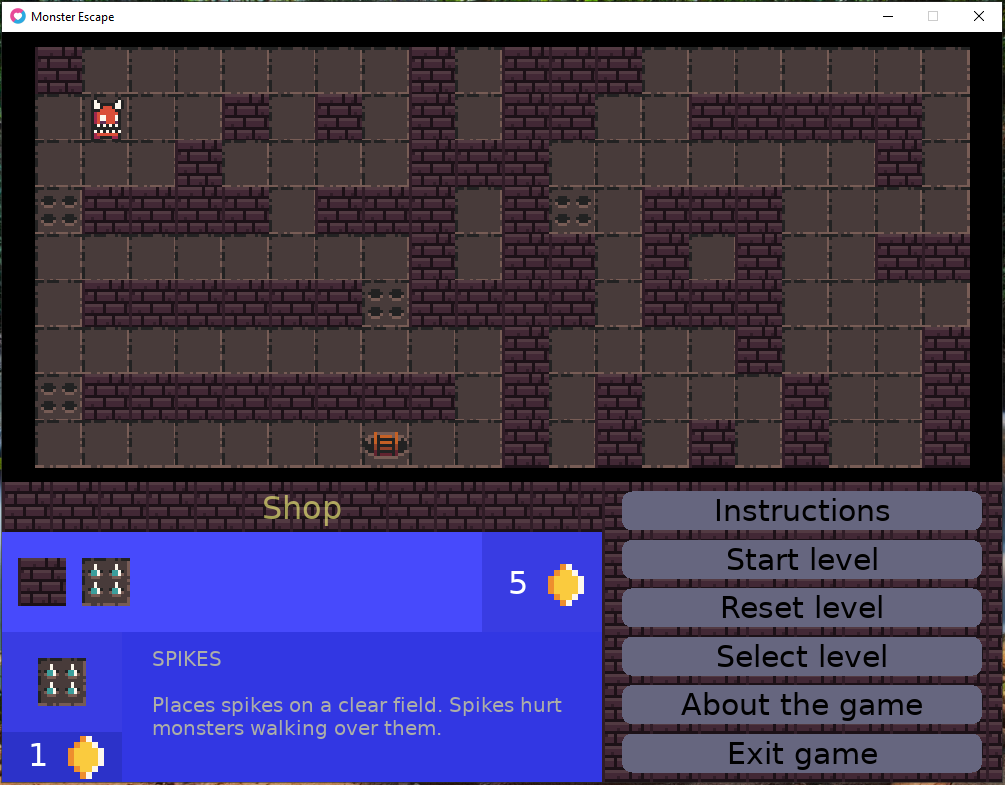 Monster Escape
Shop
5
SPIKES
Places spikes on a clear field. Spikes hurt
monsters walking over them.
1
Instructions
Start level
Reset level
Select level
About the game
Exit game